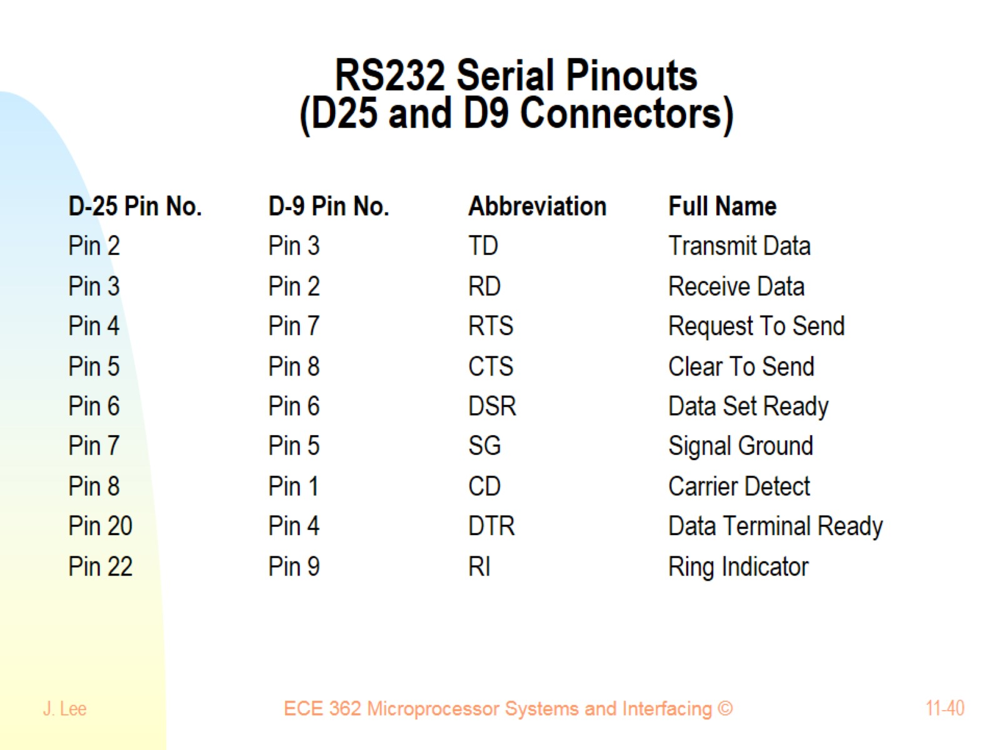 RS232 Serial Pinouts
(D25 and D9 Connectors)
D-25 Pin No. D-9 Pin No. Abbreviation Full Name
Pin 2 Pin 3 TD Transmit Data
Pin 3 Pin 2 RD Receive Data
Pin 4 Pin 7 RTS Request To Send
Pin 5 Pin 8 CTS Clear To Send
Pin 6 Pin 6 DSR Data Set Ready
Pin 7 Pin 5 SG Signal Ground
Pin 8 Pin 1 CD Carrier Detect
Pin 20 Pin 4 DTR Data Terminal Ready
Pin 22 Pin 9 RI Ring Indicator
J. Lee ECE 362 Microprocessor Systems and Interfacing © 11-40